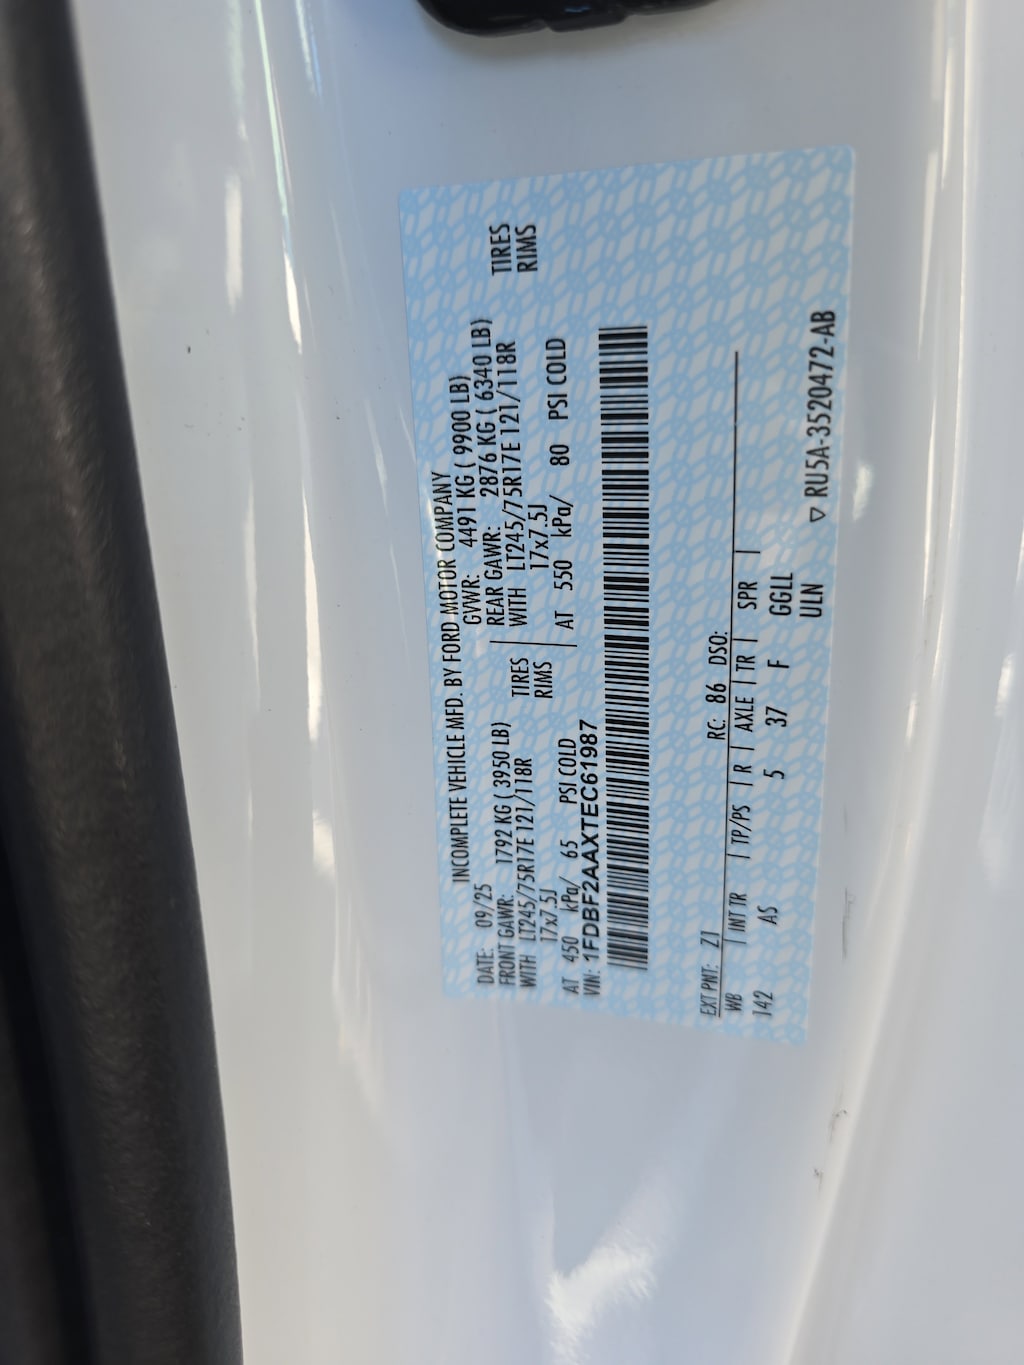 INCOMPLETE VEHICLE MFD. BY FORD MOTOR COMPANY
DATE: 09/25 GVWR: 4491 KG ( 9900 LB)
FRONT GAWR: 1792 KG ( 3950 LB) REAR GAWR: 2876 KG ( 6340 LB)
WITH LT245/75R17E 121/118R TIRES WITH LT245/75R17E 121/118R TIRES
17x7.5J RIMS 17x7.5J RIMS
AT 450 kPa/ 65 PSI COLD AT 550 kPa/ 80 PSI COLD
VIN: 1FDBF2AAXTEC61987
EXT PNT: Z1 RC: 86 DSO:
WB | INT TR | TP/PS | R | AXLE | TR | SPR |
142 AS 5 37 F GGLL
ULN ▽ RU5A-3520472-AB